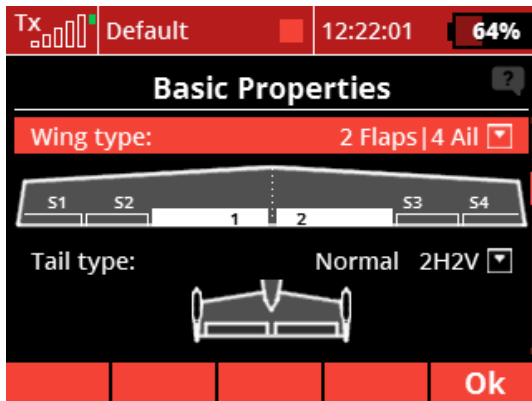 Tx Default 12:22:01 64%
Basic Properties ?
Wing type: 2 Flaps|4 Ail
S1 S2 1 2 S3 S4
Tail type: Normal 2H2V
Ok